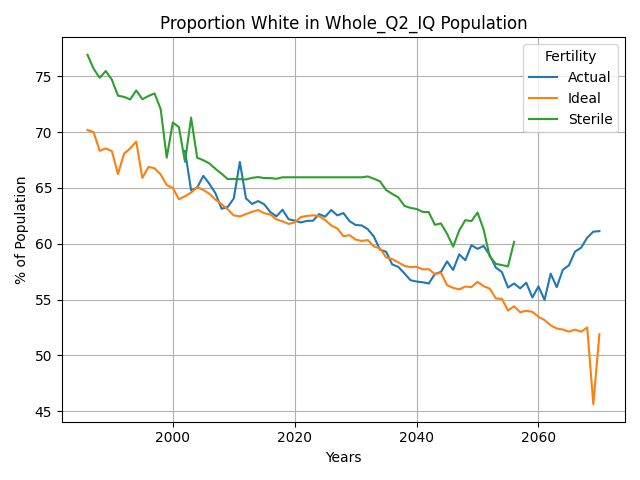 Proportion White in Whole_Q2_IQ Population
Fertility
Actual
Ideal
Sterile
% of Population
75
70
65
60
55
50
45
2000
2020
2040
2060
Years